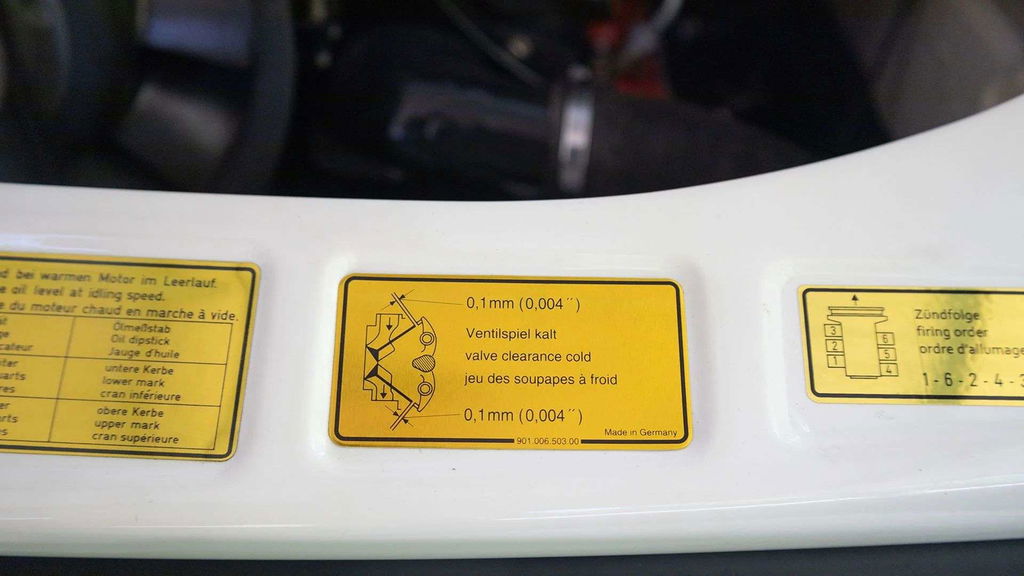 bei warmen Motor im Leerlauf.
oil level at idling speed.
du moteur chaud en marche à vide.
Ölmeßstab
Oil dipstick
Jauge d'huile
untere Kerbe
lower mark
cran inférieure
obere Kerbe
upper mark
cran supérieure
0,1mm (0,004˝)
Ventilspiel kalt
valve clearance cold
jeu des soupapes à froid
0,1mm (0,004˝)
Made in Germany
901.006.503.00
Zündfolge
firing order
ordre d'allumage
3 6
2 5
1 4
1-6-2-4-3